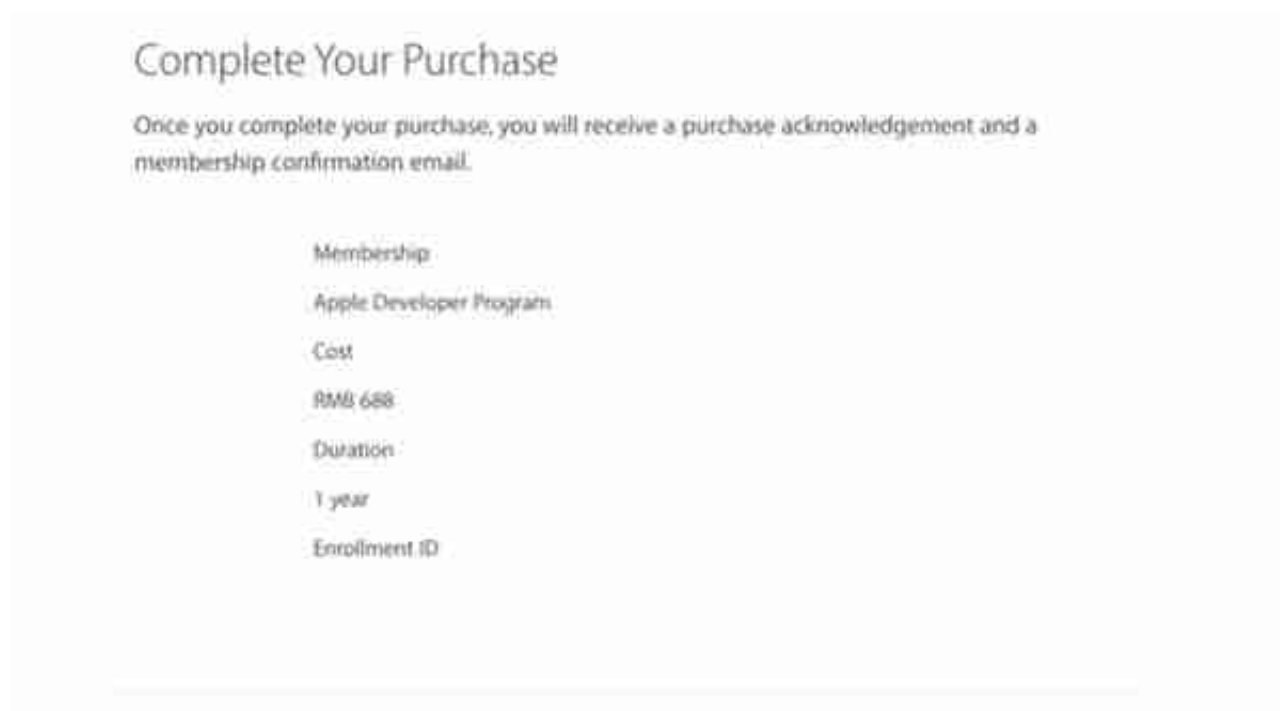 Complete Your Purchase
Once you complete your purchase, you will receive a purchase acknowledgement and a
membership confirmation email.
Membership
Apple Developer Program
Cost
RMB 688
Duration
1 year
Enrollment ID